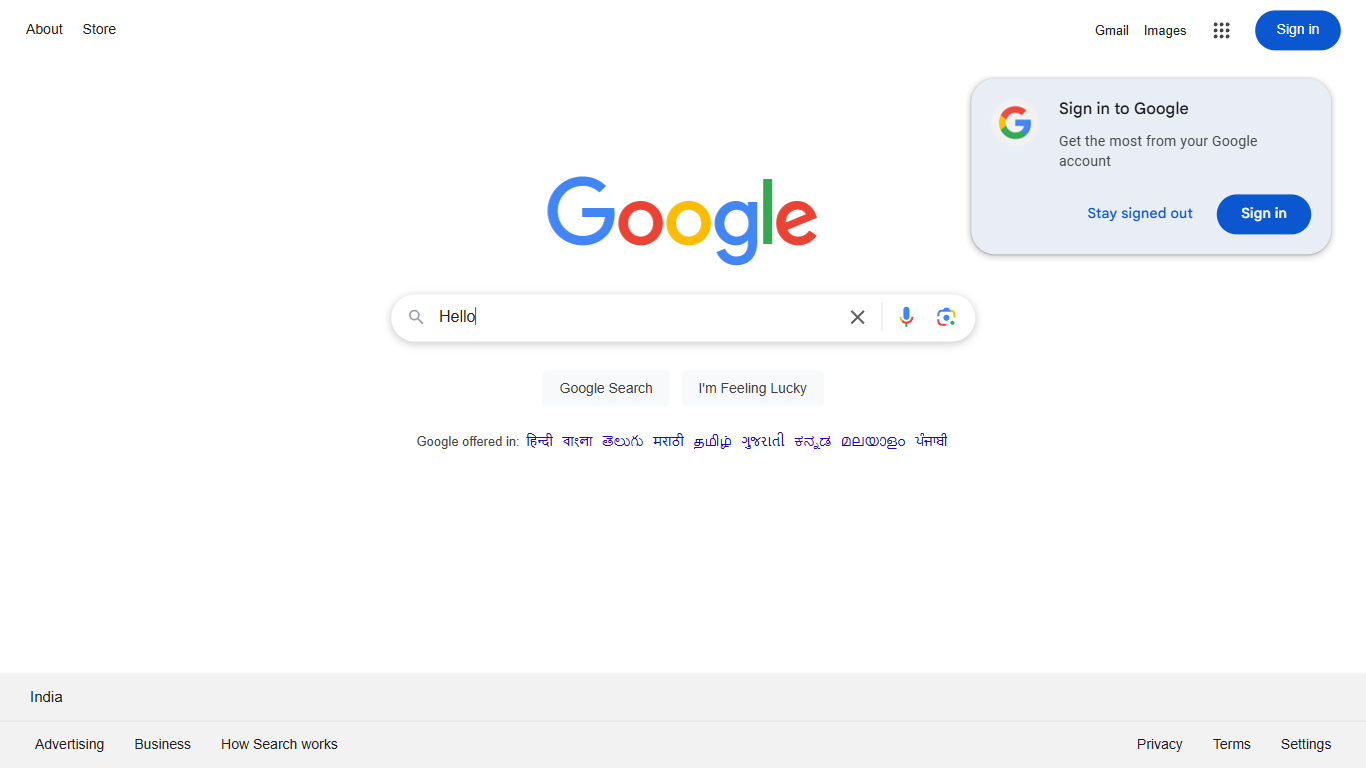 About Store
Gmail Images Sign in
Sign in to Google
Get the most from your Google
account
Stay signed out Sign in
Google
Hello
Google Search I'm Feeling Lucky
Google offered in: हिन्दी বাংলা తెలుగు मराठी தமிழ் ગુજરાતી ಕನ್ನಡ മലയാളം ਪੰਜਾਬੀ
India
Advertising Business How Search works Privacy Terms Settings